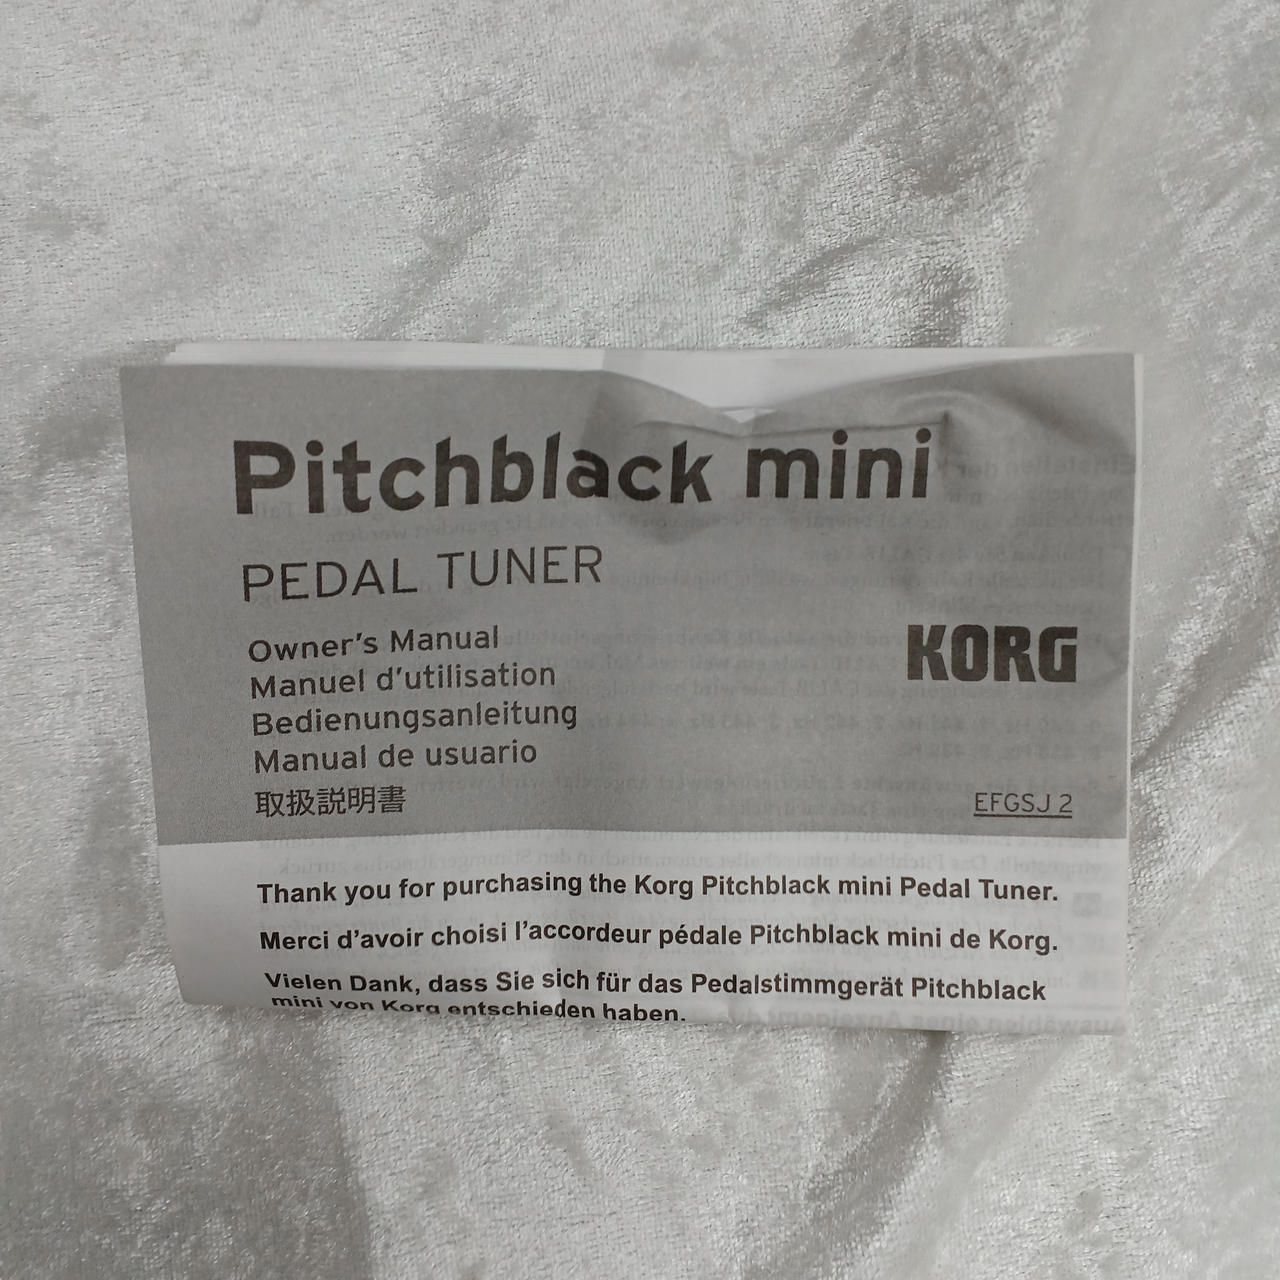 Pitchblack mini
PEDAL TUNER
Owner's Manual
Manuel d'utilisation
Bedienungsanleitung
Manual de usuario
取扱説明書
KORG
EFGSJ 2
Thank you for purchasing the Korg Pitchblack mini Pedal Tuner.
Merci d'avoir choisi l'accordeur pédale Pitchblack mini de Korg.
Vielen Dank, dass Sie sich für das Pedalstimmgerät Pitchblack
mini von Korg entschieden haben.